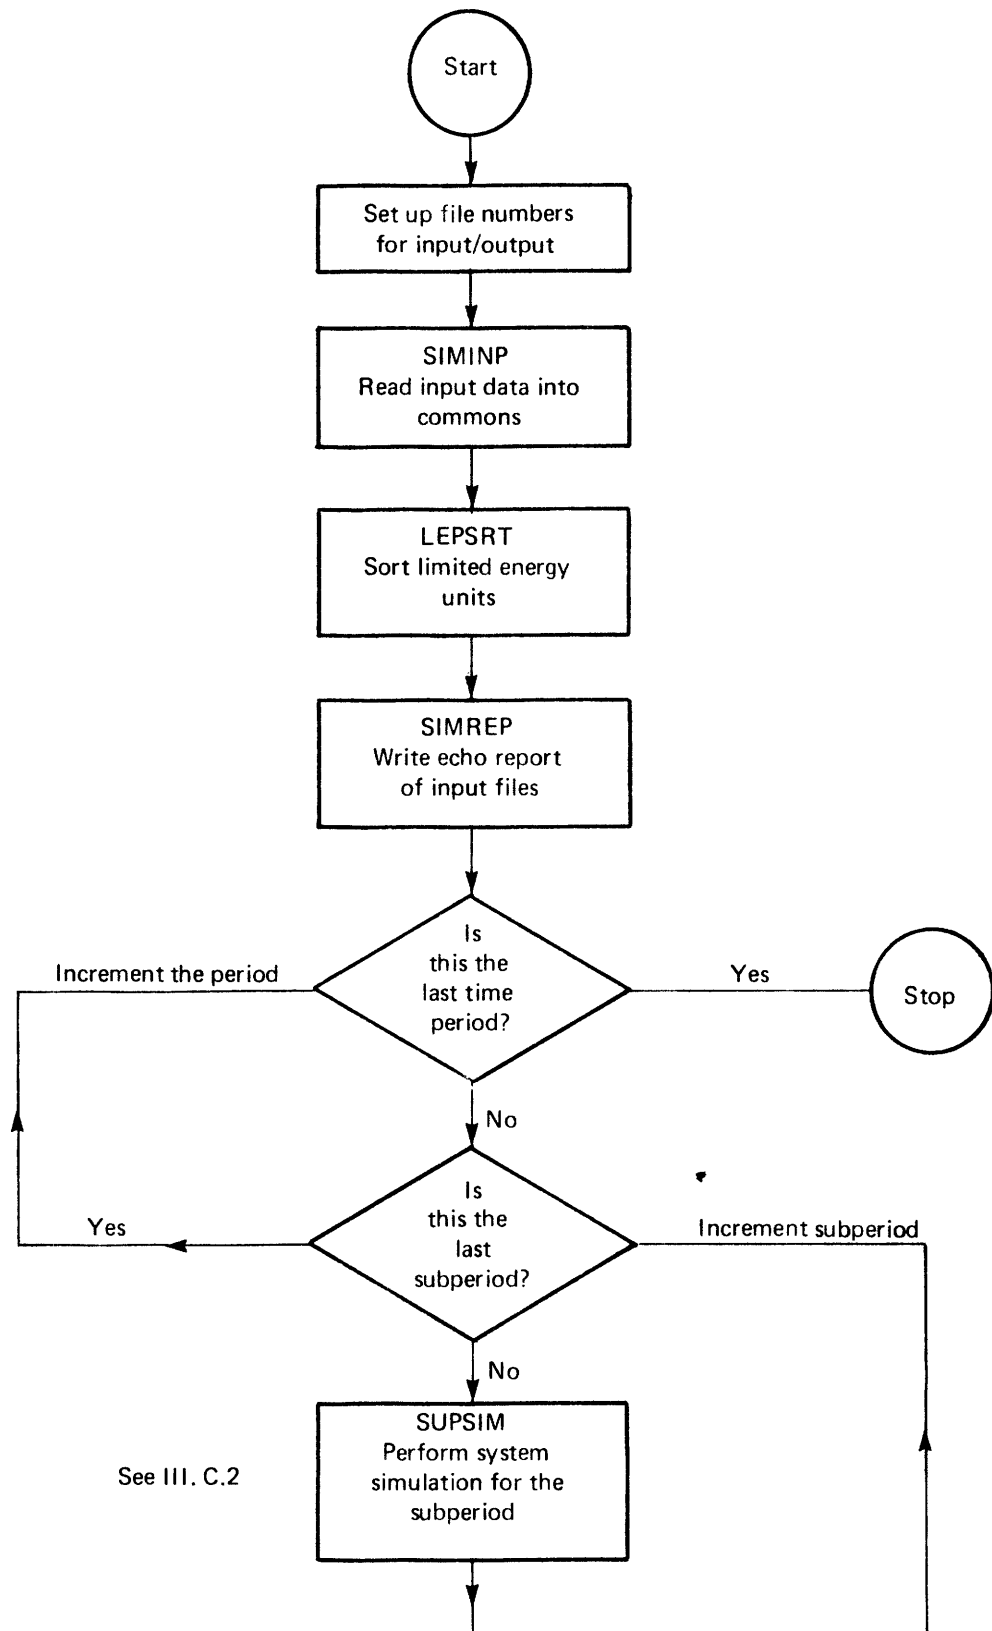 Start
Set up file numbers
for input/output
SIMINP
Read input data into
commons
LEPSRT
Sort limited energy
units
SIMREP
Write echo report
of input files
Is
this the
last time
period?
Increment the period
Yes
Stop
No
Is
this the
last
subperiod?
Yes
Increment subperiod
No
SUPSIM
Perform system
simulation for the
subperiod
See III. C.2